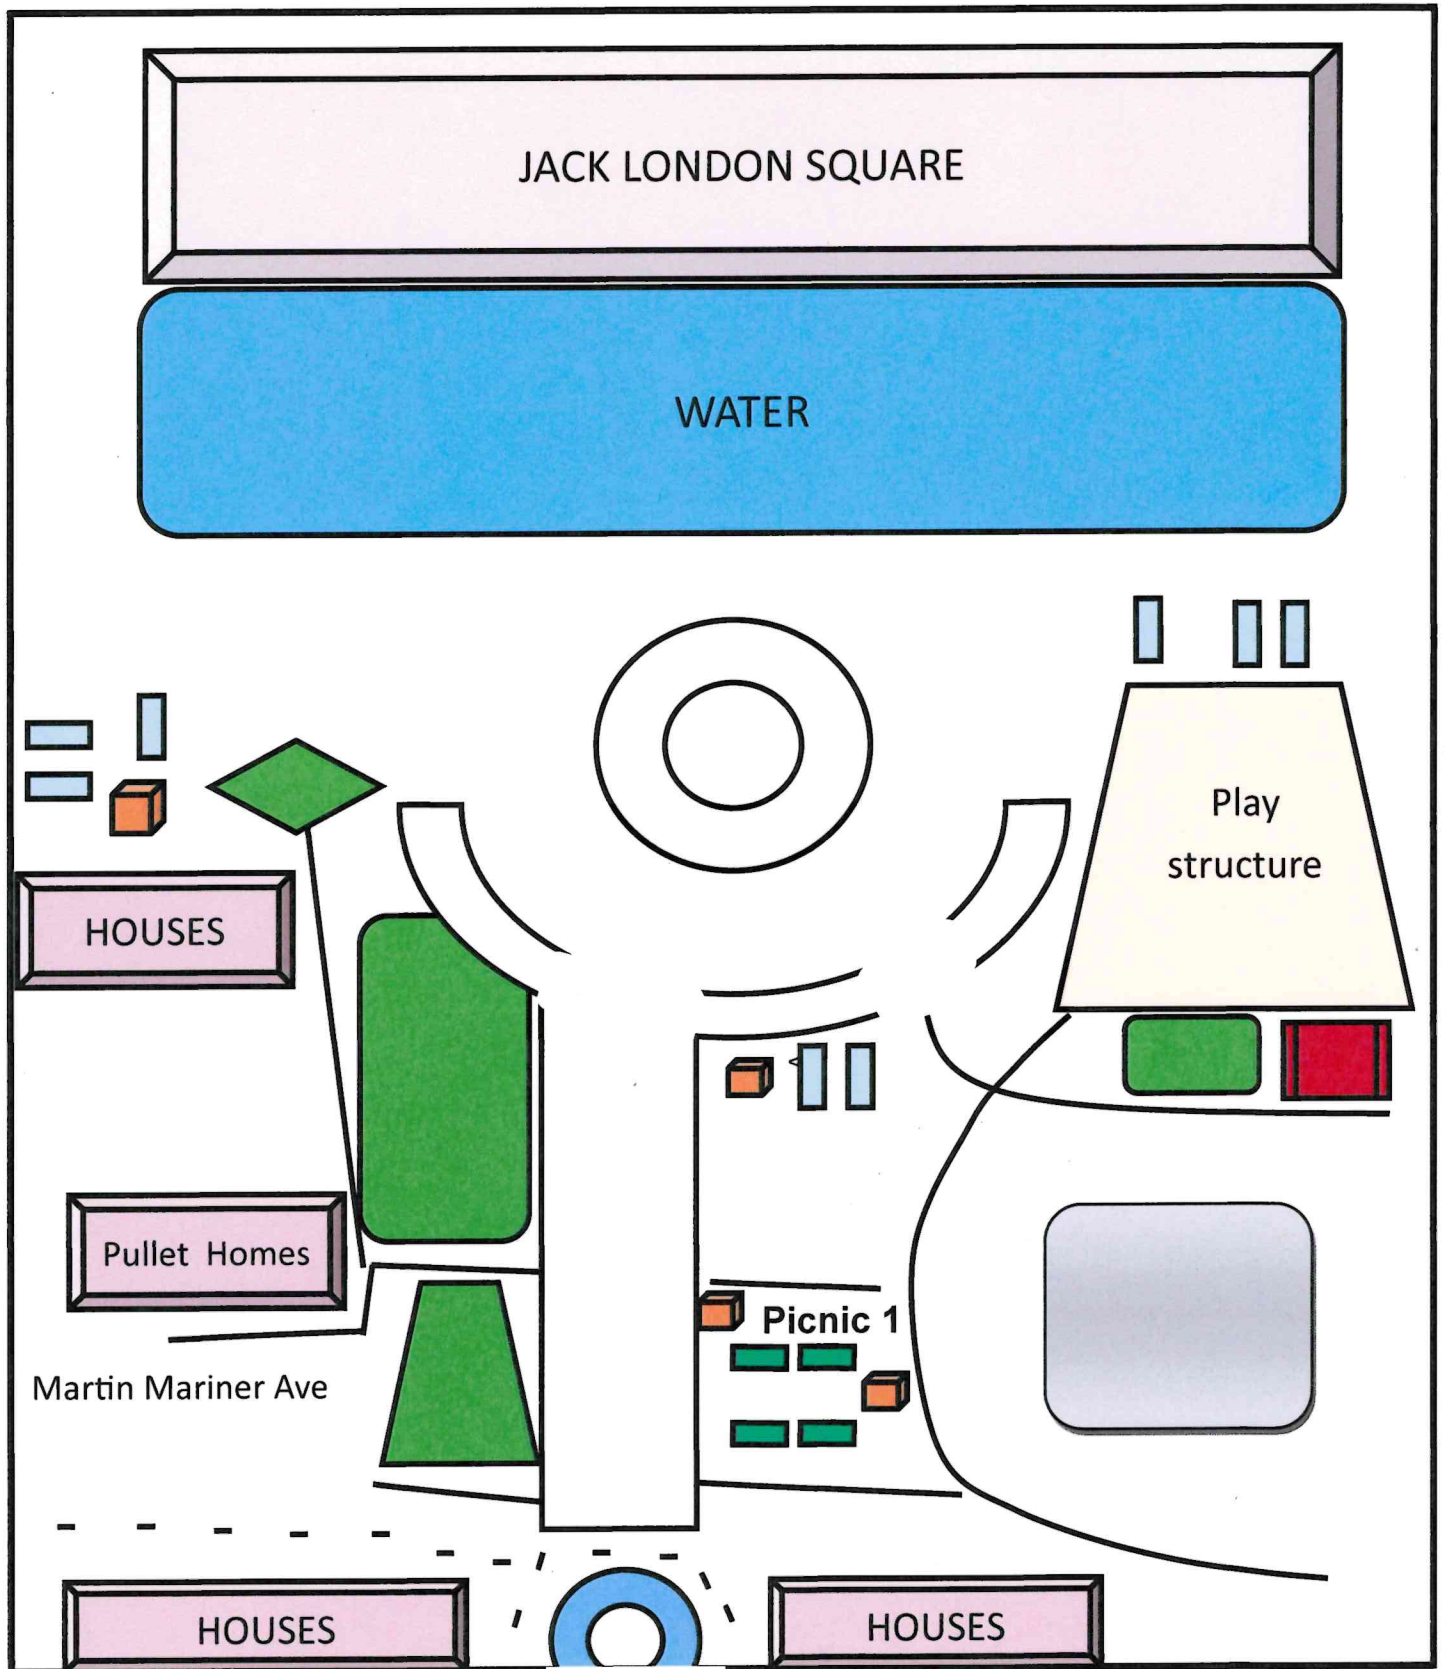 JACK LONDON SQUARE
WATER
Play
structure
HOUSES
Pullet Homes
Picnic 1
Martin Mariner Ave
HOUSES
HOUSES